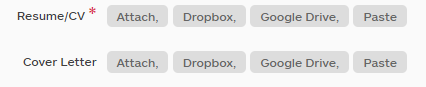 Resume/CV * Attach, Dropbox, Google Drive, Paste
Cover Letter Attach, Dropbox, Google Drive, Paste